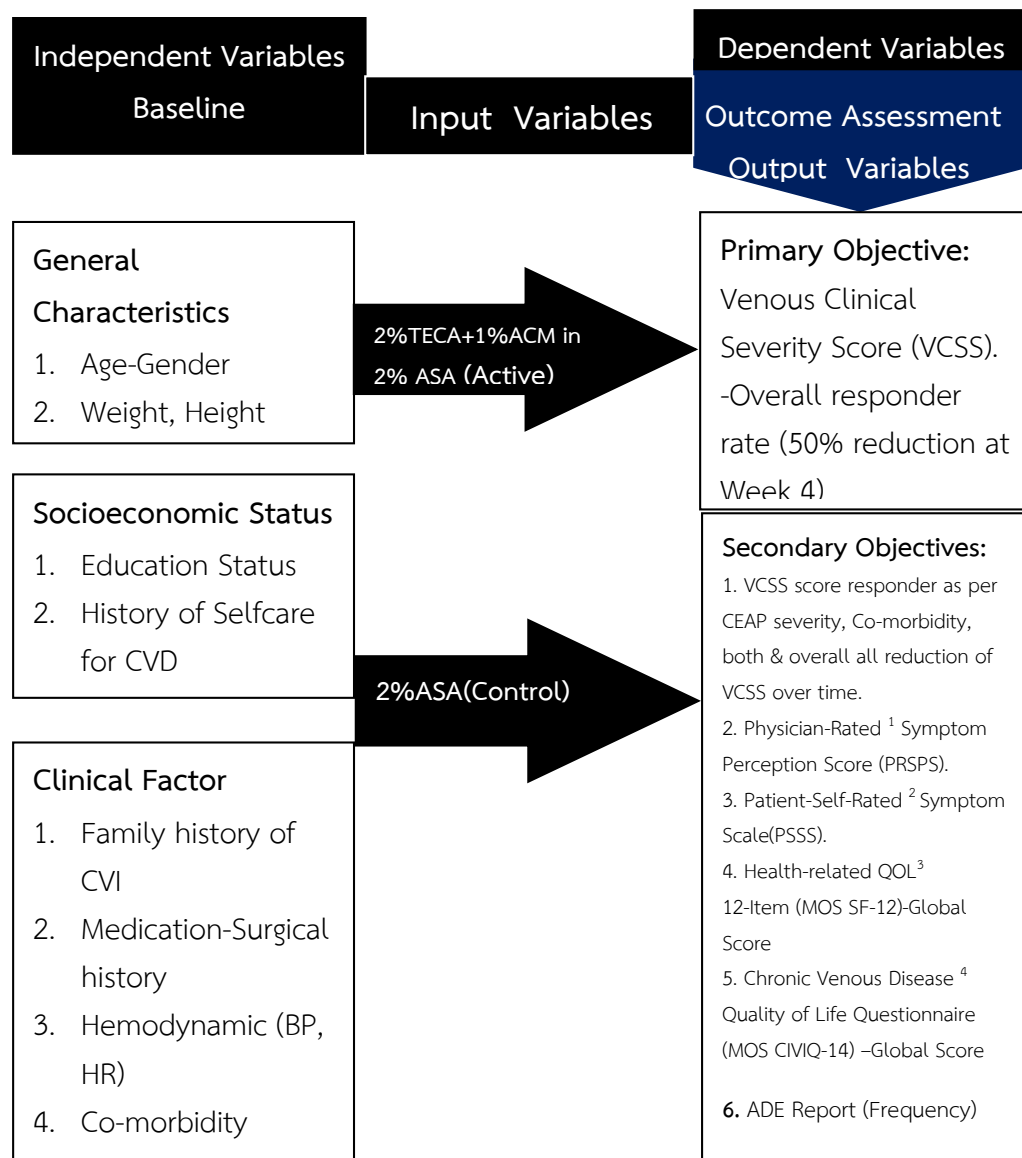 Independent Variables
Baseline
Input Variables
Dependent Variables
Outcome Assessment
Output Variables
General
Characteristics
1. Age-Gender
2. Weight, Height
Socioeconomic Status
1. Education Status
2. History of Selfcare
for CVD
Clinical Factor
1. Family history of
CVI
2. Medication-Surgical
history
3. Hemodynamic (BP,
HR)
4. Co-morbidity
2%TECA+1%ACM in
2% ASA (Active)
2%ASA(Control)
Primary Objective:
Venous Clinical
Severity Score (VCSS).
-Overall responder
rate (50% reduction at
Week 4)
Secondary Objectives:
1. VCSS score responder as per
CEAP severity, Co-morbidity,
both & overall all reduction of
VCSS over time.
2. Physician-Rated ¹ Symptom
Perception Score (PRSPS).
3. Patient-Self-Rated ² Symptom
Scale(PSSS).
4. Health-related QOL³
12-Item (MOS SF-12)-Global
Score
5. Chronic Venous Disease ⁴
Quality of Life Questionnaire
(MOS CIVIQ-14) –Global Score
6. ADE Report (Frequency)